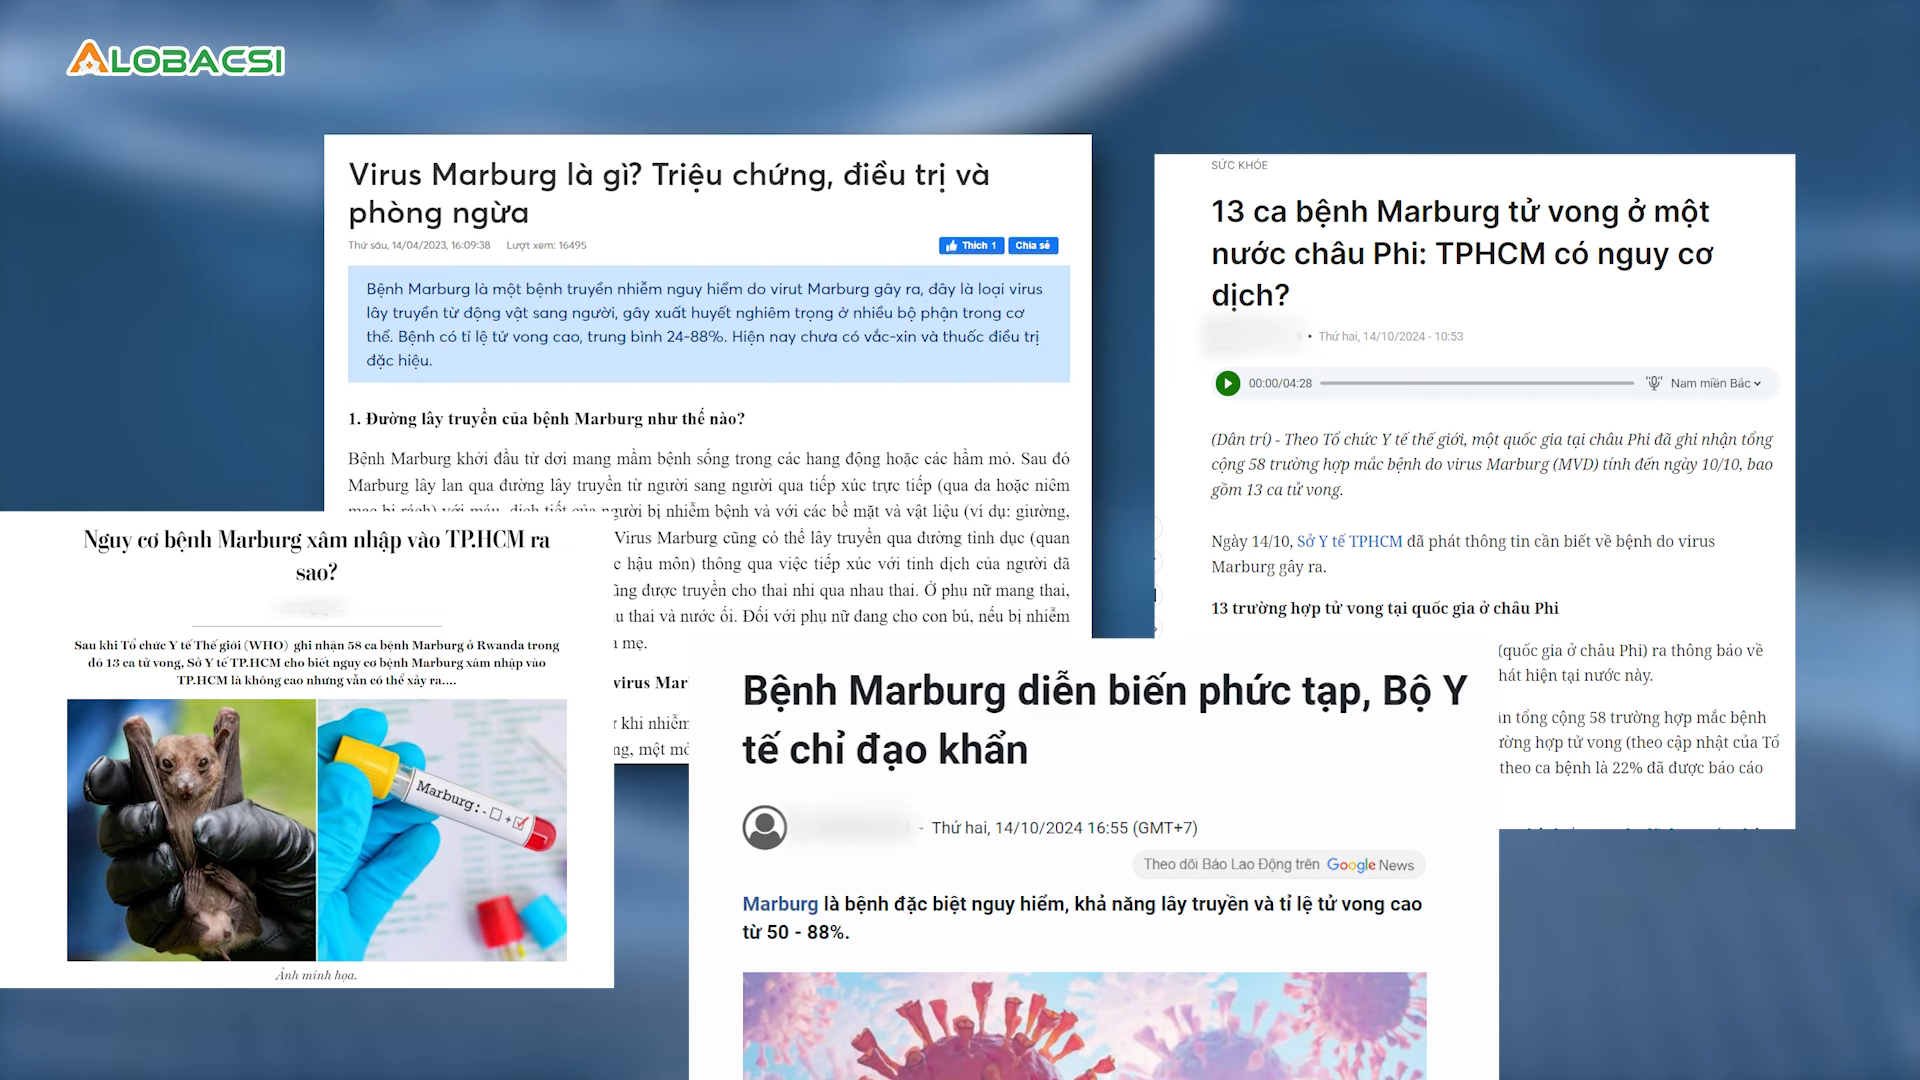 ALOBACSI
Virus Marburg là gì? Triệu chứng, điều trị và
phòng ngừa
Thứ sáu, 14/04/2023, 16:09:38 Lượt xem: 16495
Thích 1 Chia sẻ
Bệnh Marburg là một bệnh truyền nhiễm nguy hiểm do virut Marburg gây ra, đây là loại virus
lây truyền từ động vật sang người, gây xuất huyết nghiêm trọng ở nhiều bộ phận trong cơ
thể. Bệnh có tỉ lệ tử vong cao, trung bình 24-88%. Hiện nay chưa có vắc-xin và thuốc điều trị
đặc hiệu.
1. Đường lây truyền của bệnh Marburg như thế nào?
Bệnh Marburg khởi đầu từ dơi mang mầm bệnh sống trong các hang động hoặc các hầm mỏ. Sau đó
Marburg lây lan qua đường lây truyền từ người sang người qua tiếp xúc trực tiếp (qua da hoặc niêm
mạc bị rách) với máu, dịch tiết của người bị nhiễm bệnh và với các bề mặt và vật liệu (ví dụ: giường,
Virus Marburg cũng có thể lây truyền qua đường tình dục (quan
hậu môn) thông qua việc tiếp xúc với tinh dịch của người đã
được truyền cho thai nhi qua nhau thai. Ở phụ nữ mang thai,
thai và nước ối. Đối với phụ nữ đang cho con bú, nếu bị nhiễm
mẹ.
virus Mar
khi nhiễm
mệt mỏ
SỨC KHỎE
13 ca bệnh Marburg tử vong ở một
nước châu Phi: TPHCM có nguy cơ
dịch?
• Thứ hai, 14/10/2024 - 10:53
00:00/04:28 Nam miền Bắc
(Dân trí) - Theo Tổ chức Y tế thế giới, một quốc gia tại châu Phi đã ghi nhận tổng
cộng 58 trường hợp mắc bệnh do virus Marburg (MVD) tính đến ngày 10/10, bao
gồm 13 ca tử vong.
Ngày 14/10, Sở Y tế TPHCM đã phát thông tin cần biết về bệnh do virus
Marburg gây ra.
13 trường hợp tử vong tại quốc gia ở châu Phi
(quốc gia ở châu Phi) ra thông báo về
hát hiện tại nước này.
tổng cộng 58 trường hợp mắc bệnh
ường hợp tử vong (theo cập nhật của Tổ
theo ca bệnh là 22% đã được báo cáo
Nguy cơ bệnh Marburg xâm nhập vào TP.HCM ra
sao?
Sau khi Tổ chức Y tế Thế giới (WHO) ghi nhận 58 ca bệnh Marburg ở Rwanda trong
đó 13 ca tử vong, Sở Y tế TP.HCM cho biết nguy cơ bệnh Marburg xâm nhập vào
TP.HCM là không cao nhưng vẫn có thể xảy ra....
Marburg: - +
Ảnh minh họa.
Bệnh Marburg diễn biến phức tạp, Bộ Y
tế chỉ đạo khẩn
- Thứ hai, 14/10/2024 16:55 (GMT+7)
Theo dõi Báo Lao Động trên Google News
Marburg là bệnh đặc biệt nguy hiểm, khả năng lây truyền và tỉ lệ tử vong cao
từ 50 - 88%.